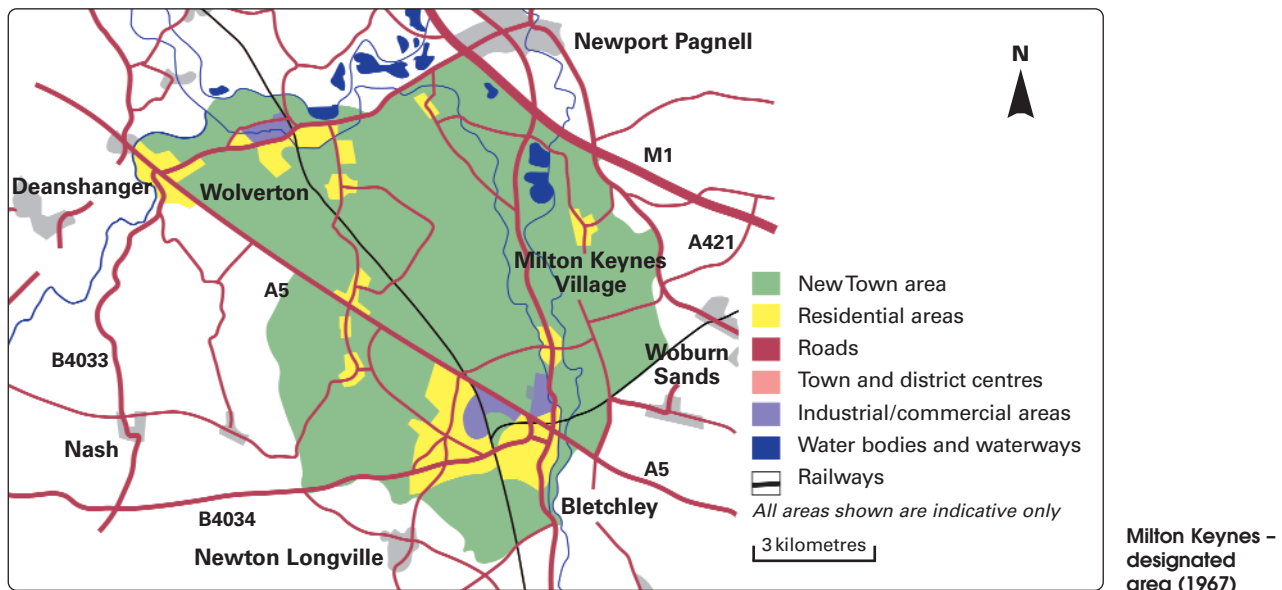 Newport Pagnell
N
M1
Deanshanger
Wolverton
A421
Milton Keynes
Village
A5
New Town area
Residential areas
B4033
Woburn
Sands
Roads
Town and district centres
Industrial/commercial areas
Nash
Water bodies and waterways
A5
Railways
Bletchley
All areas shown are indicative only
B4034
Newton Longville
3 kilometres
Milton Keynes –
designated
area (1967)